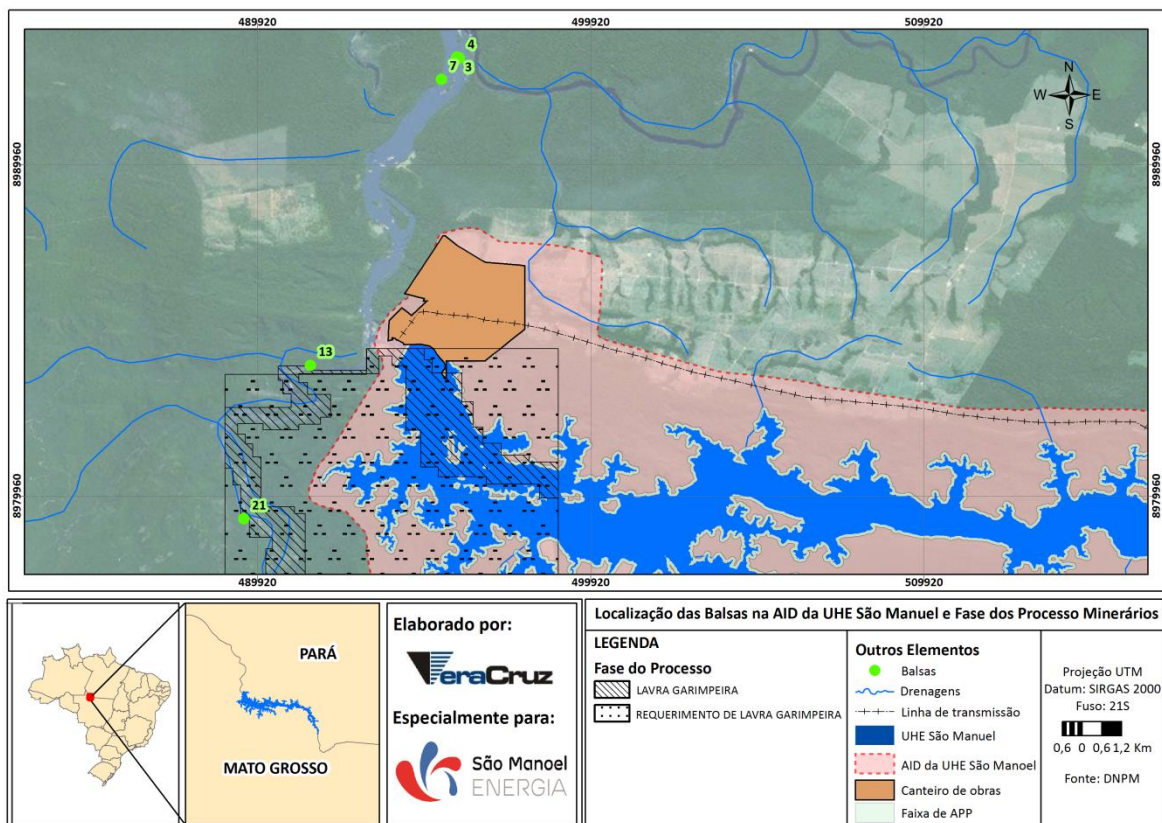 489920
499920
509920
4
7
3
N
W
E
S
8989960
8989960
13
8979960
8979960
21
489920
499920
509920
PARÁ
MATO GROSSO
Elaborado por:
VeraCruz
Especialmente para:
São Manoel
ENERGIA
Localização das Balsas na AID da UHE São Manuel e Fase dos Processo Minerários
LEGENDA
Fase do Processo
LAVRA GARIMPEIRA
REQUERIMENTO DE LAVRA GARIMPEIRA
Outros Elementos
Balsas
Drenagens
Linha de transmissão
UHE São Manuel
AID da UHE São Manoel
Canteiro de obras
Faixa de APP
Projeção UTM
Datum: SIRGAS 2000
Fuso: 21S
0,6 0 0,6 1,2 Km
Fonte: DNPM